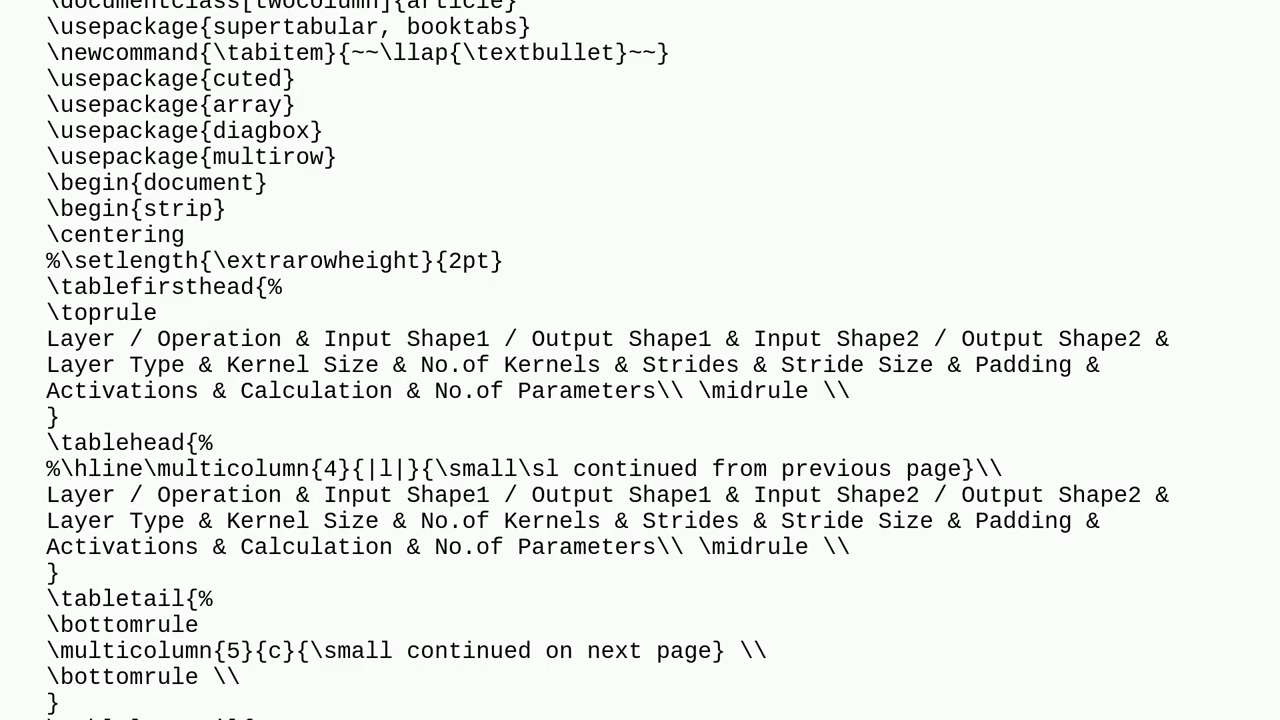 \documentclass[twocolumn]{article}
\usepackage{supertabular, booktabs}
\newcommand{\tabitem}{~~\llap{\textbullet}~~}
\usepackage{cuted}
\usepackage{array}
\usepackage{diagbox}
\usepackage{multirow}
\begin{document}
\begin{strip}
\centering
%\setlength{\extrarowheight}{2pt}
\tablefirsthead{%
\toprule
Layer / Operation & Input Shape1 / Output Shape1 & Input Shape2 / Output Shape2 &
Layer Type & Kernel Size & No.of Kernels & Strides & Stride Size & Padding &
Activations & Calculation & No.of Parameters\\ \midrule \\
}
\tablehead{%
%\hline\multicolumn{4}{|l|}{\small\sl continued from previous page}\\
Layer / Operation & Input Shape1 / Output Shape1 & Input Shape2 / Output Shape2 &
Layer Type & Kernel Size & No.of Kernels & Strides & Stride Size & Padding &
Activations & Calculation & No.of Parameters\\ \midrule \\
}
\tabletail{%
\bottomrule
\multicolumn{5}{c}{\small continued on next page} \\
\bottomrule \\
}